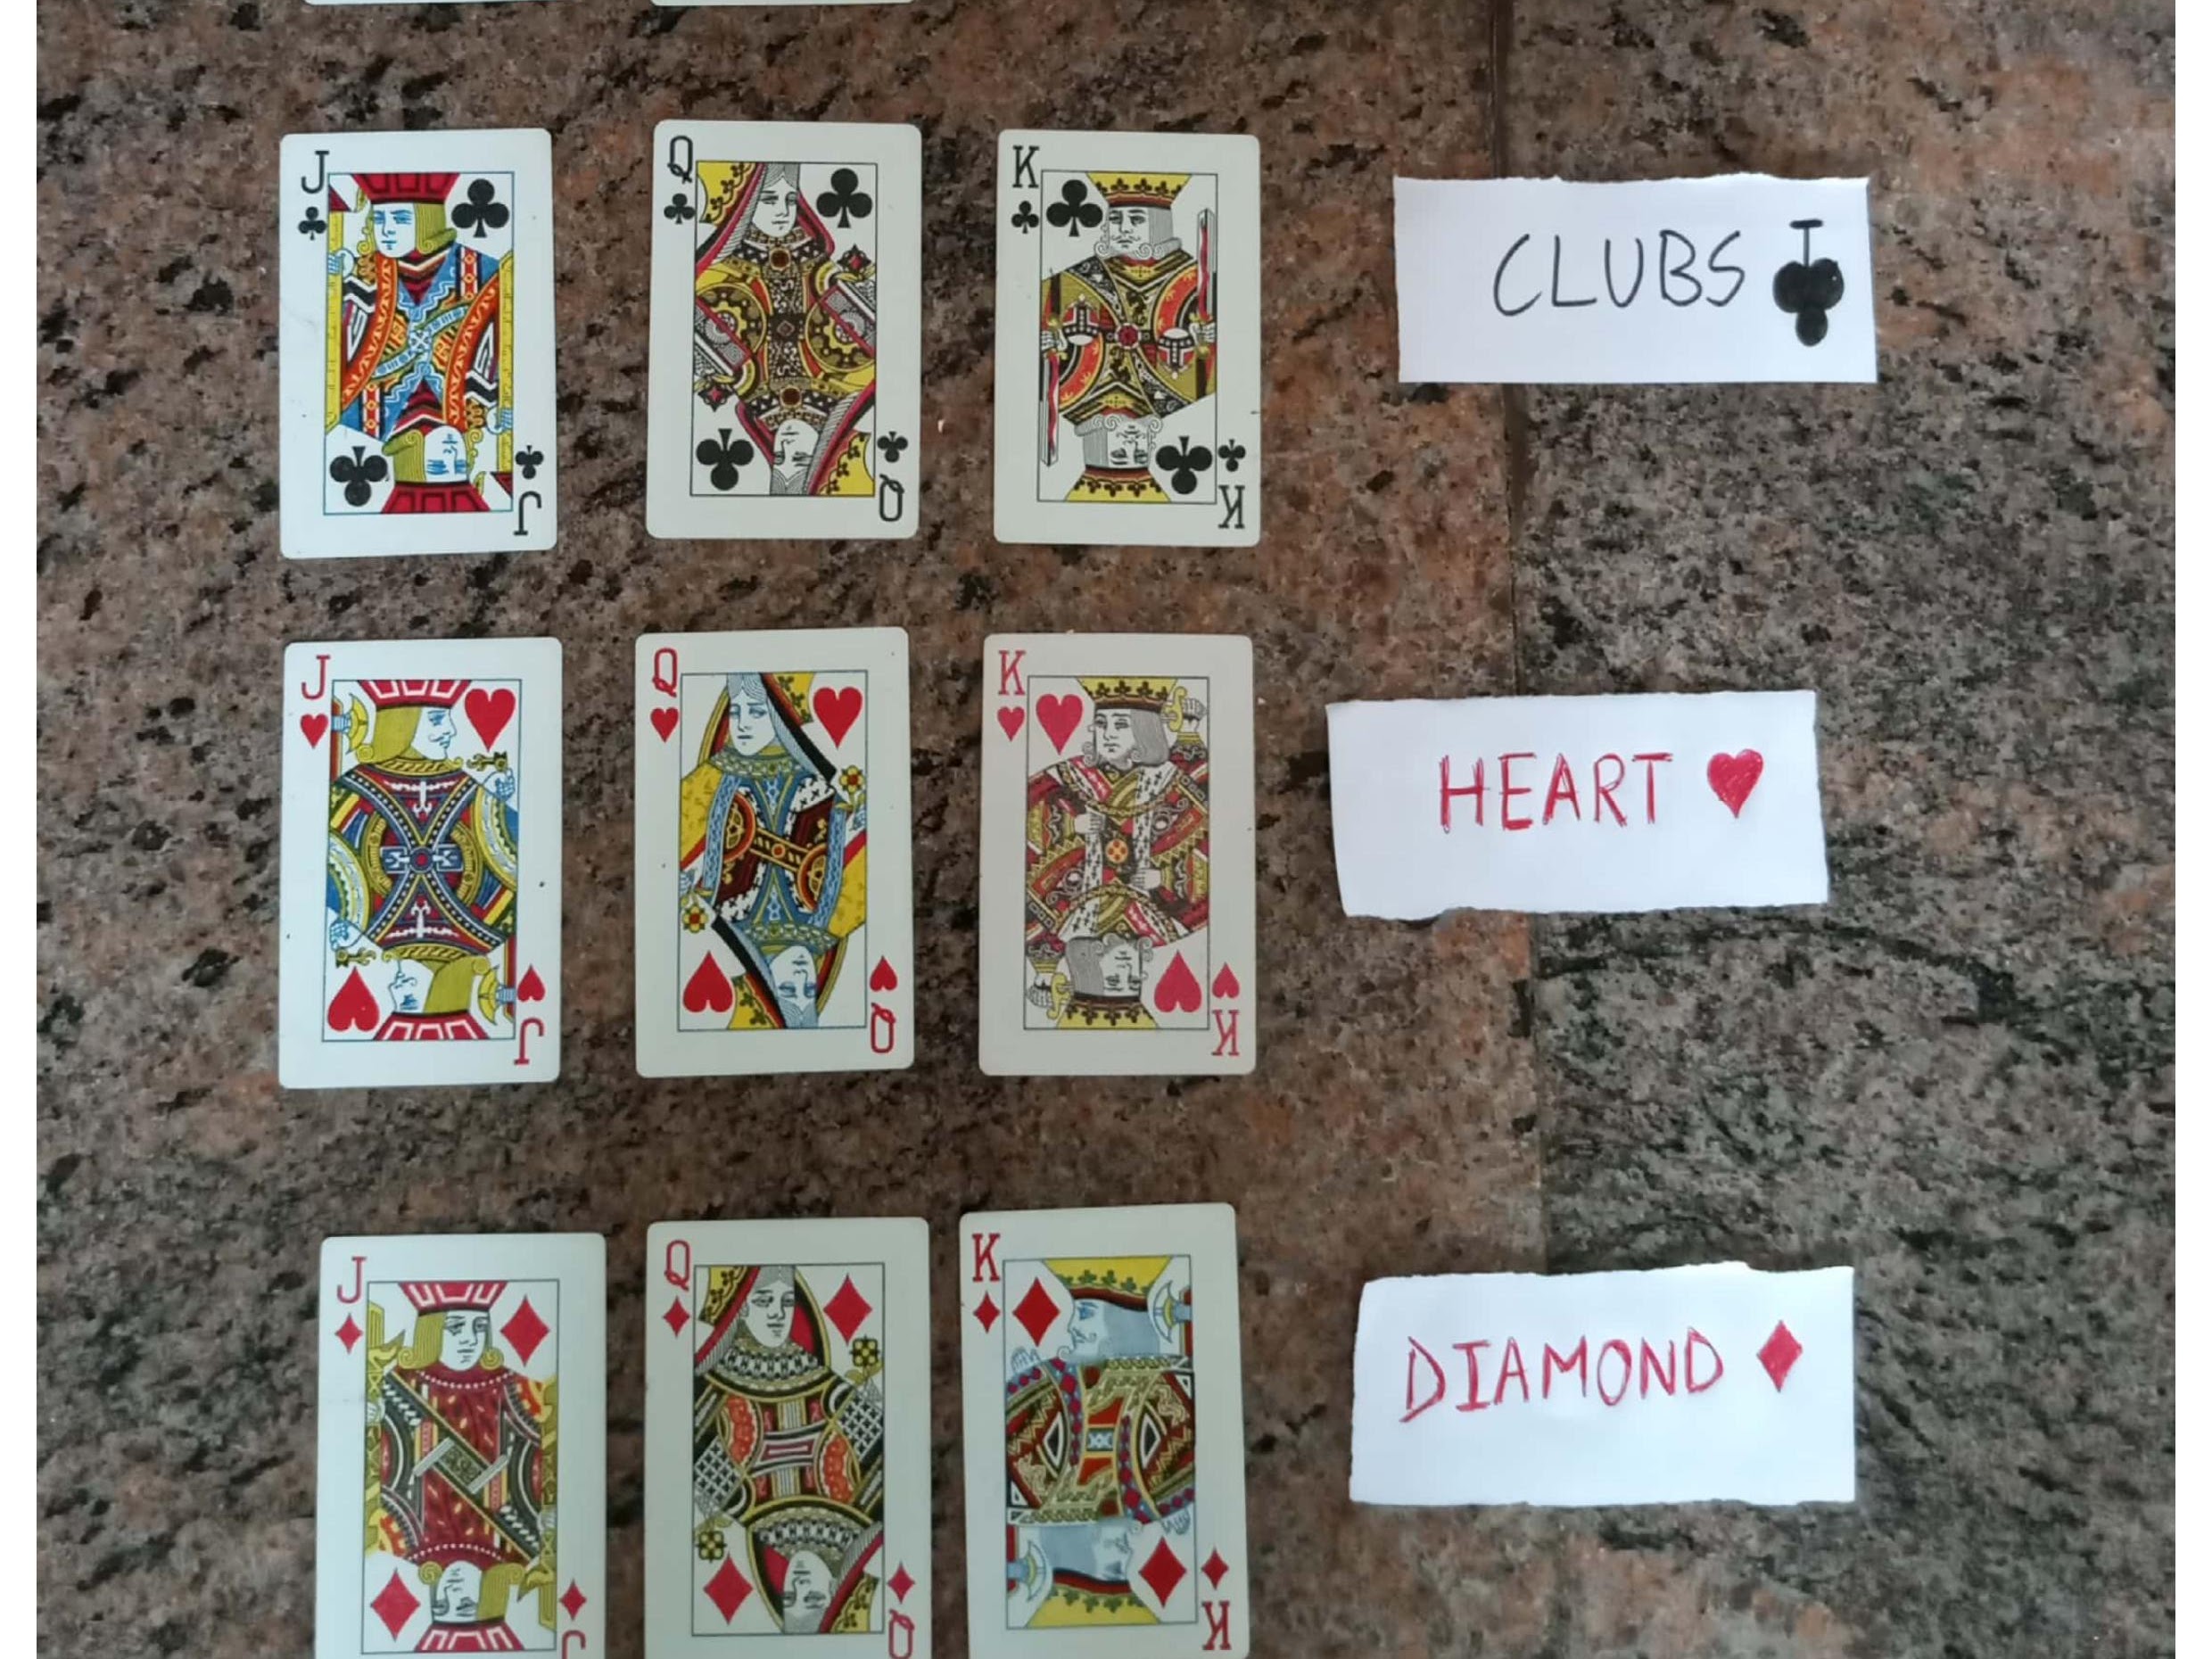 J Q K CLUBS
J Q K
J Q K HEART
J Q K
J Q K DIAMOND
J Q K